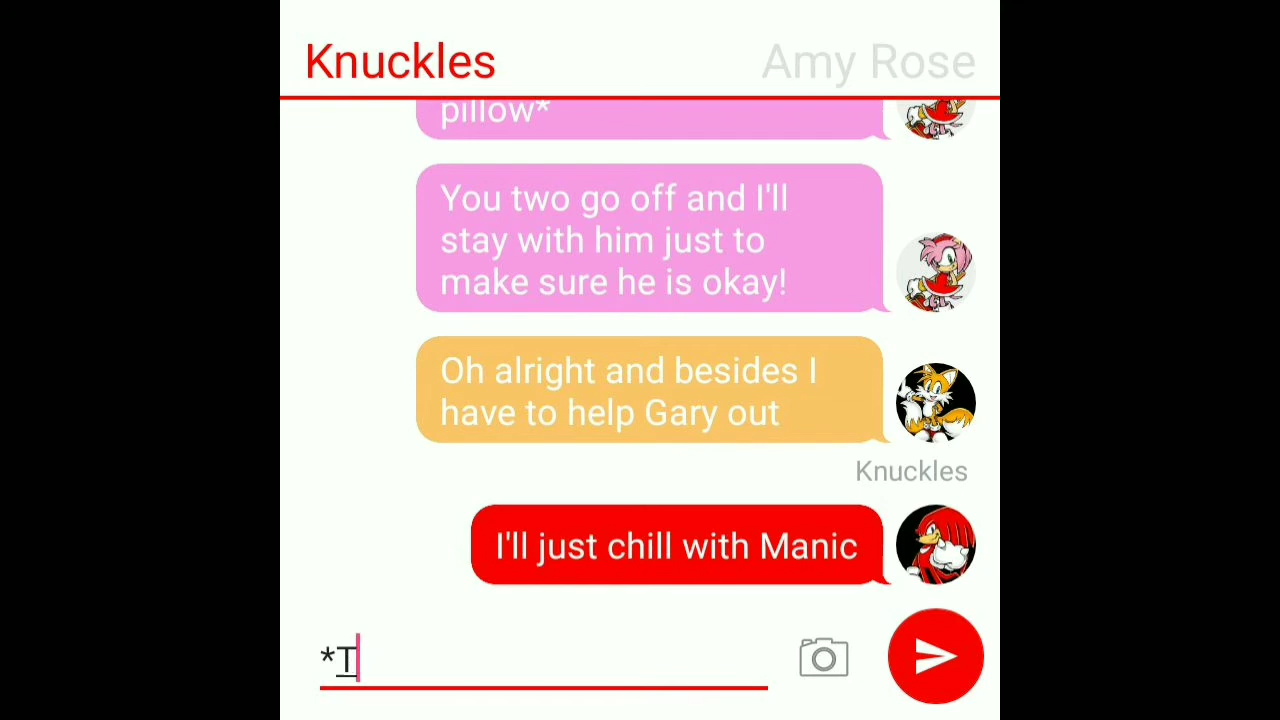 Knuckles
Amy Rose
pillow*
You two go off and I'll
stay with him just to
make sure he is okay!
Oh alright and besides I
have to help Gary out
Knuckles
I'll just chill with Manic
*T